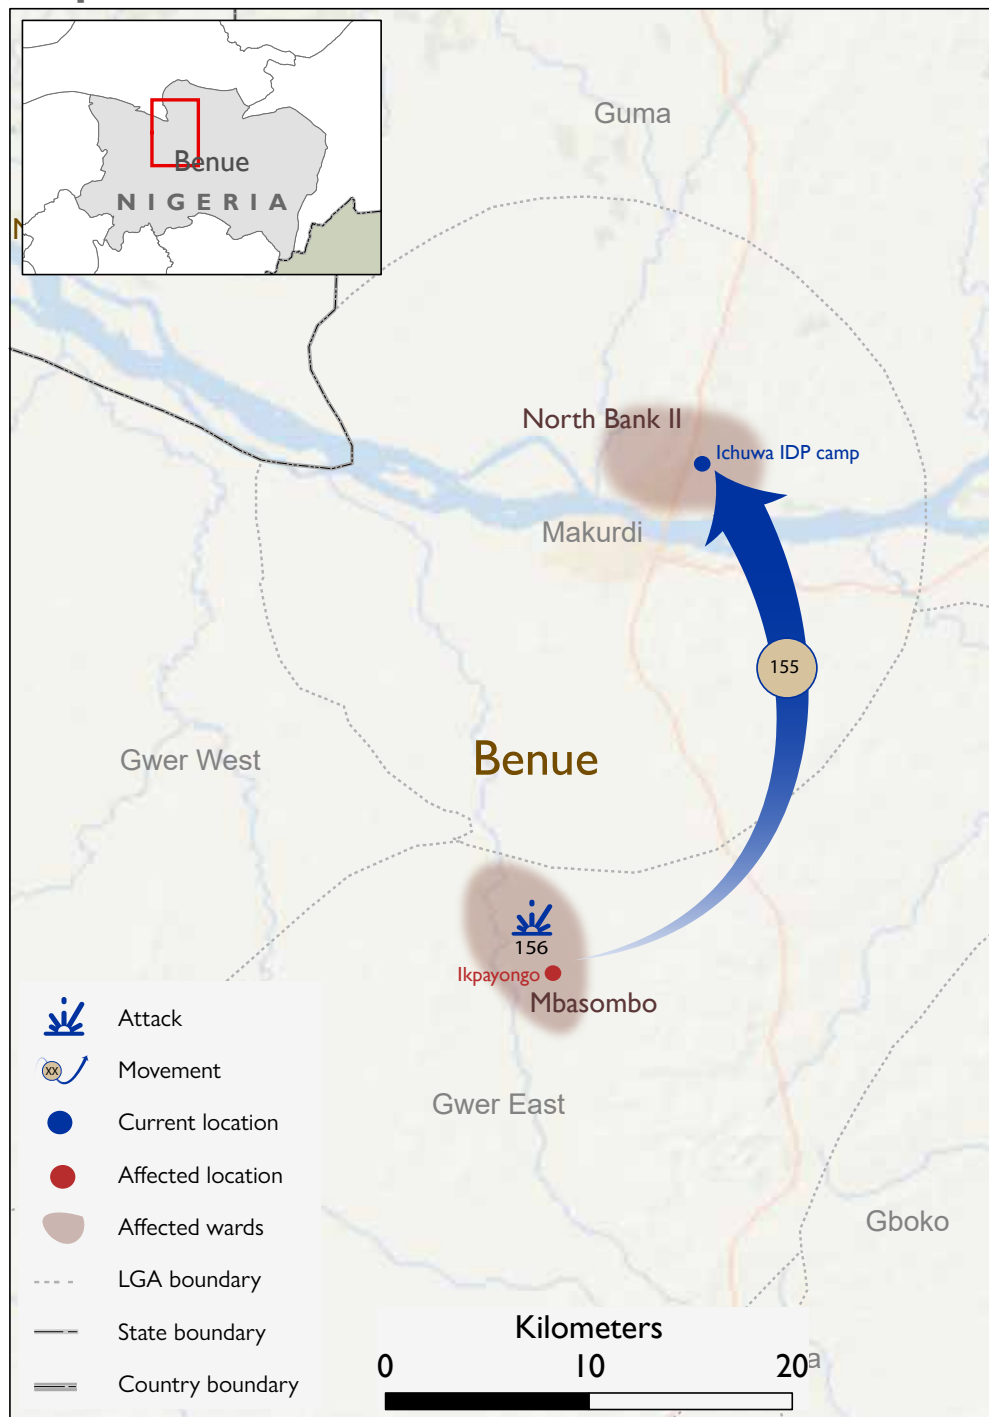 Guma
Benue
NIGERIA
N
North Bank II
Ichuwa IDP camp
Makurdi
155
Benue
Gwer West
156
Ikpayongo
Mbasombo
Gwer East
Gboko
Attack
XX
Movement
Current location
Affected location
Affected wards
LGA boundary
State boundary
Country boundary
Kilometers
0 10 20
a